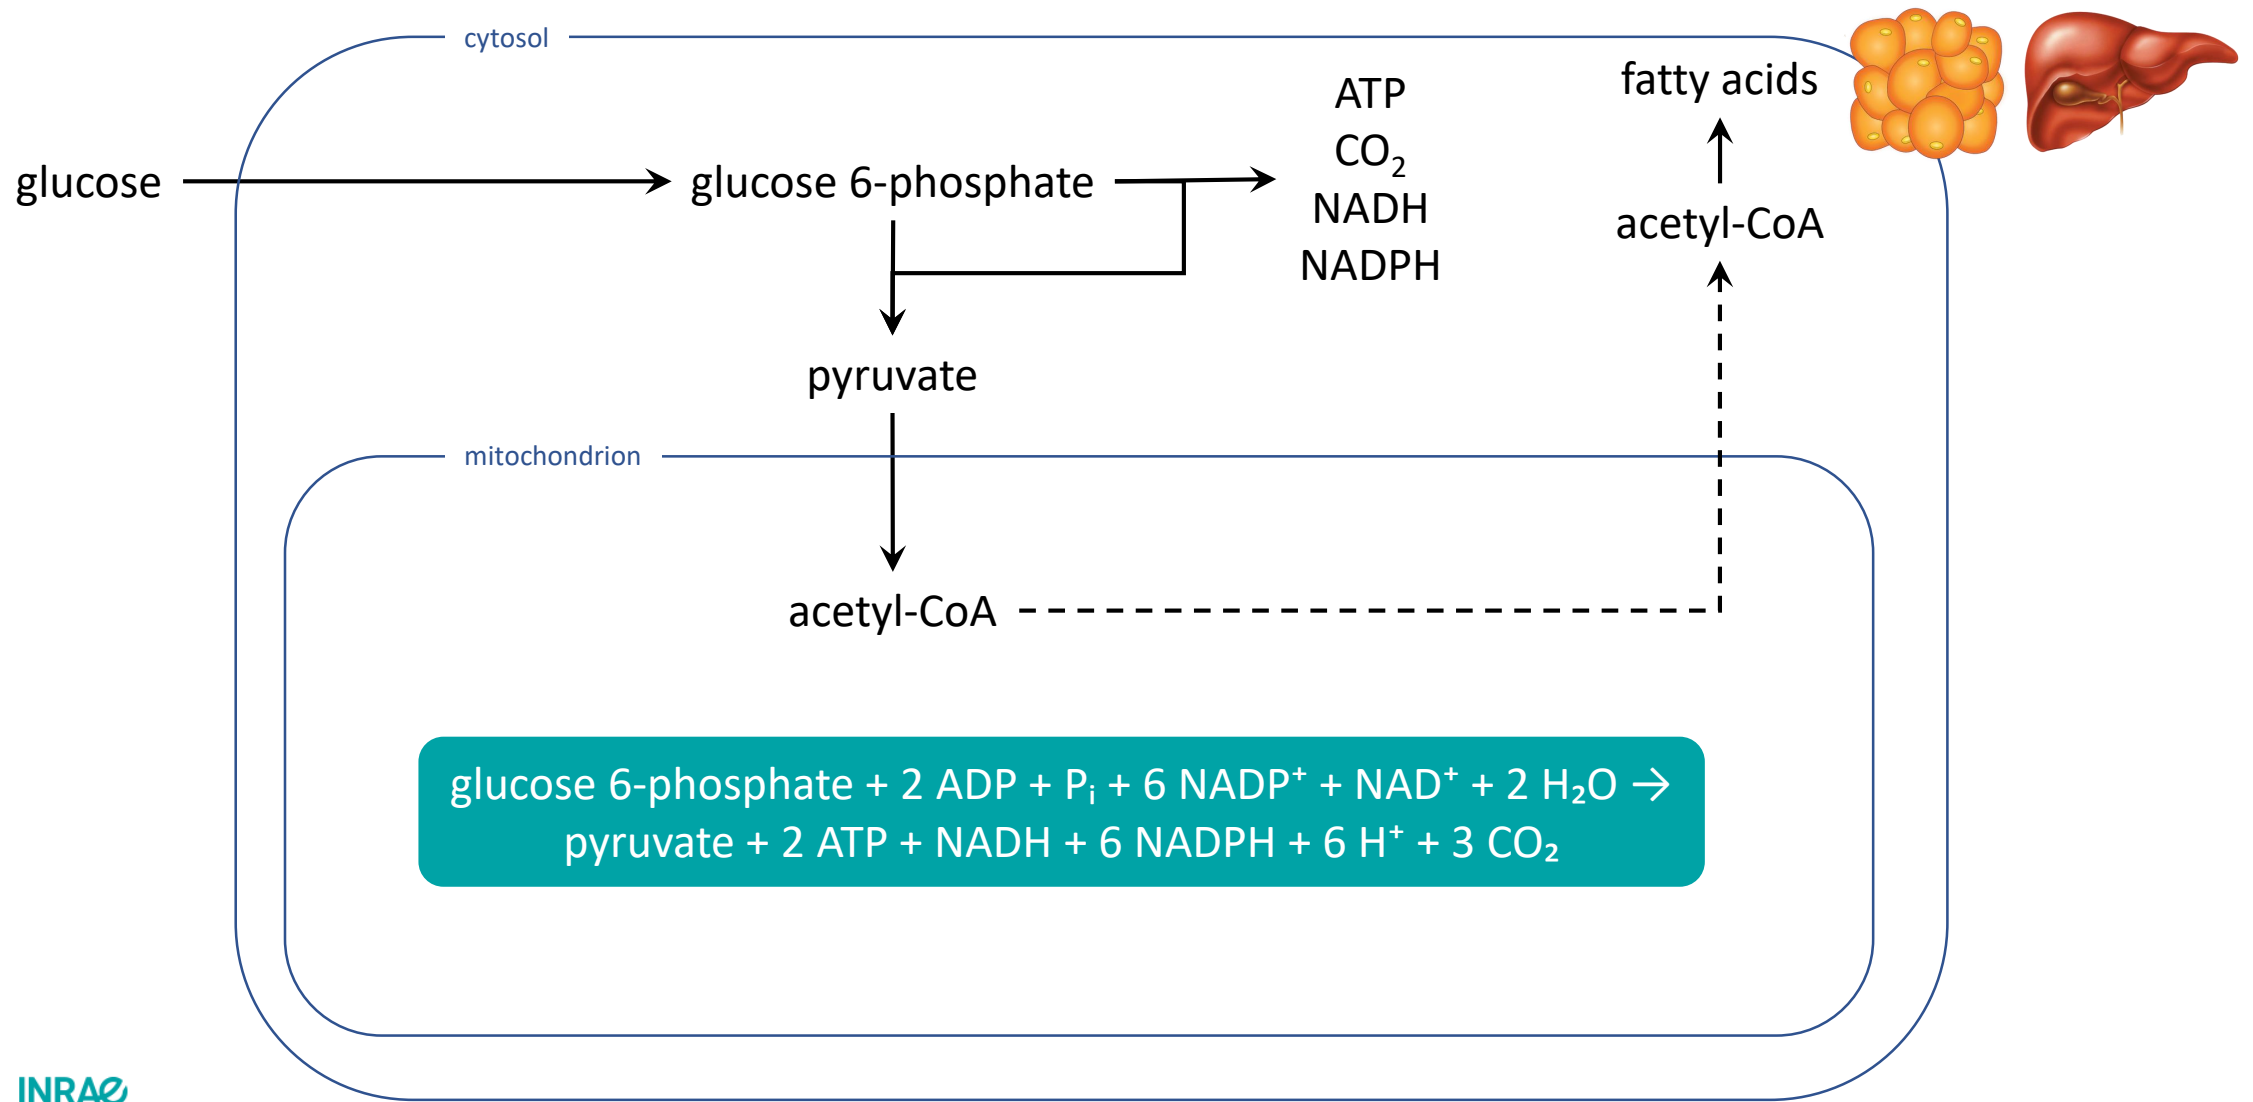 cytosol
glucose
glucose 6-phosphate
ATP
CO₂
NADH
NADPH
fatty acids
acetyl-CoA
pyruvate
mitochondrion
acetyl-CoA
glucose 6-phosphate + 2 ADP + Pᵢ + 6 NADP⁺ + NAD⁺ + 2 H₂O →
pyruvate + 2 ATP + NADH + 6 NADPH + 6 H⁺ + 3 CO₂
INRAE